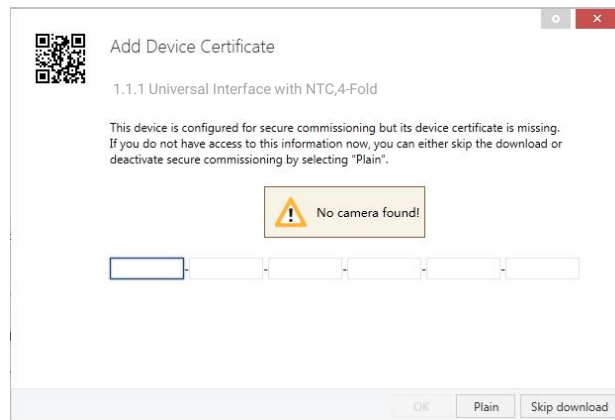 Add Device Certificate
1.1.1 Universal Interface with NTC,4-Fold
This device is configured for secure commissioning but its device certificate is missing.
If you do not have access to this information now, you can either skip the download or
deactivate secure commissioning by selecting "Plain".
No camera found!
- - - - -
OK Plain Skip download